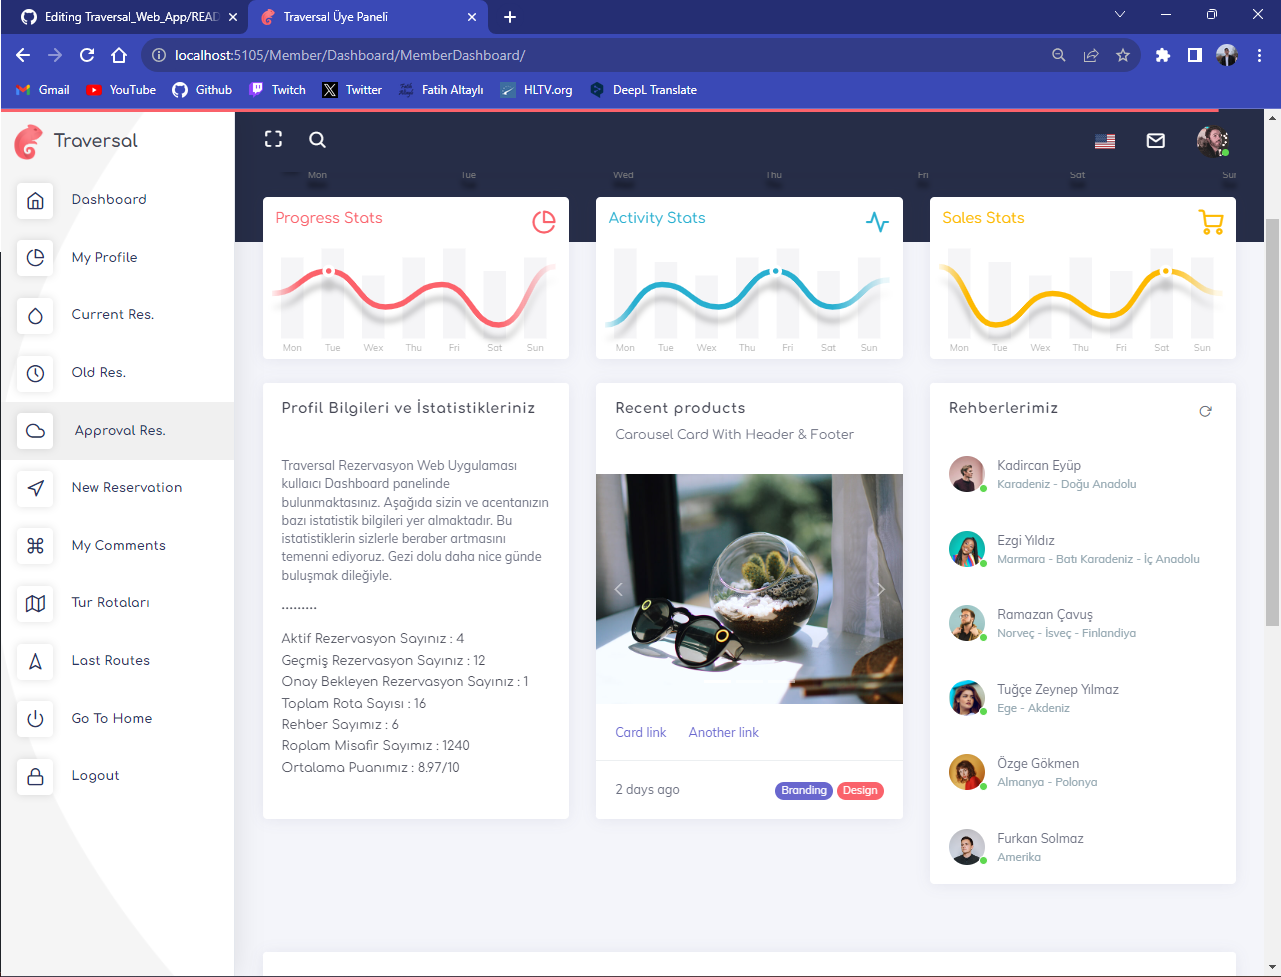 Editing Traversal_Web_App/READ
Traversal Üye Paneli
localhost:5105/Member/Dashboard/MemberDashboard/
Gmail
YouTube
Github
Twitch
Twitter
Fatih Altaylı
HLTV.org
DeepL Translate
Traversal
Dashboard
My Profile
Current Res.
Old Res.
Approval Res.
New Reservation
My Comments
Tur Rotaları
Last Routes
Go To Home
Logout
Mon Tue Wed Thu Fri Sat Sun
Progress Stats
Mon Tue Wex Thu Fri Sat Sun
Activity Stats
Mon Tue Wex Thu Fri Sat Sun
Sales Stats
Mon Tue Wex Thu Fri Sat Sun
Profil Bilgileri ve İstatistikleriniz
Traversal Rezervasyon Web Uygulaması
kullaıcı Dashboard panelinde
bulunmaktasınız. Aşağıda sizin ve acentanızın
bazı istatistik bilgileri yer almaktadır. Bu
istatistiklerin sizlerle beraber artmasını
temenni ediyoruz. Gezi dolu daha nice günde
buluşmak dileğiyle.
.........
Aktif Rezervasyon Sayınız : 4
Geçmiş Rezervasyon Sayınız : 12
Onay Bekleyen Rezervasyon Sayınız : 1
Toplam Rota Sayısı : 16
Rehber Sayımız : 6
Roplam Misafir Sayımız : 1240
Ortalama Puanımız : 8.97/10
Recent products
Carousel Card With Header & Footer
Card link
Another link
2 days ago
Branding
Design
Rehberlerimiz
Kadircan Eyüp
Karadeniz - Doğu Anadolu
Ezgi Yıldız
Marmara - Batı Karadeniz - İç Anadolu
Ramazan Çavuş
Norveç - İsveç - Finlandiya
Tuğçe Zeynep Yılmaz
Ege - Akdeniz
Özge Gökmen
Almanya - Polonya
Furkan Solmaz
Amerika